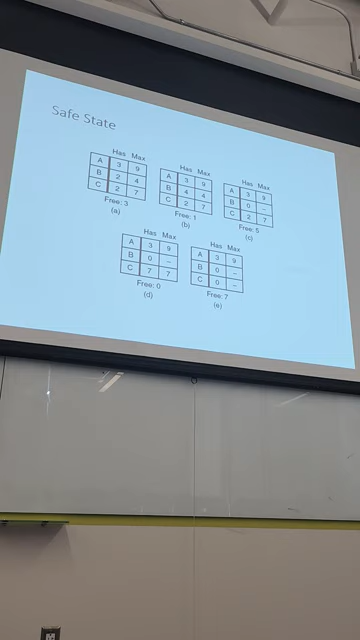 Safe State
Has Max
A 3 9
B 2 4
C 2 7
Free: 3
(a)
Has Max
A 3 9
B 4 4
C 2 7
Free: 1
(b)
Has Max
A 3 9
B 0 –
C 2 7
Free: 5
(c)
Has Max
A 3 9
B 0 –
C 7 7
Free: 0
(d)
Has Max
A 3 9
B 0 –
C 0 –
Free: 7
(e)